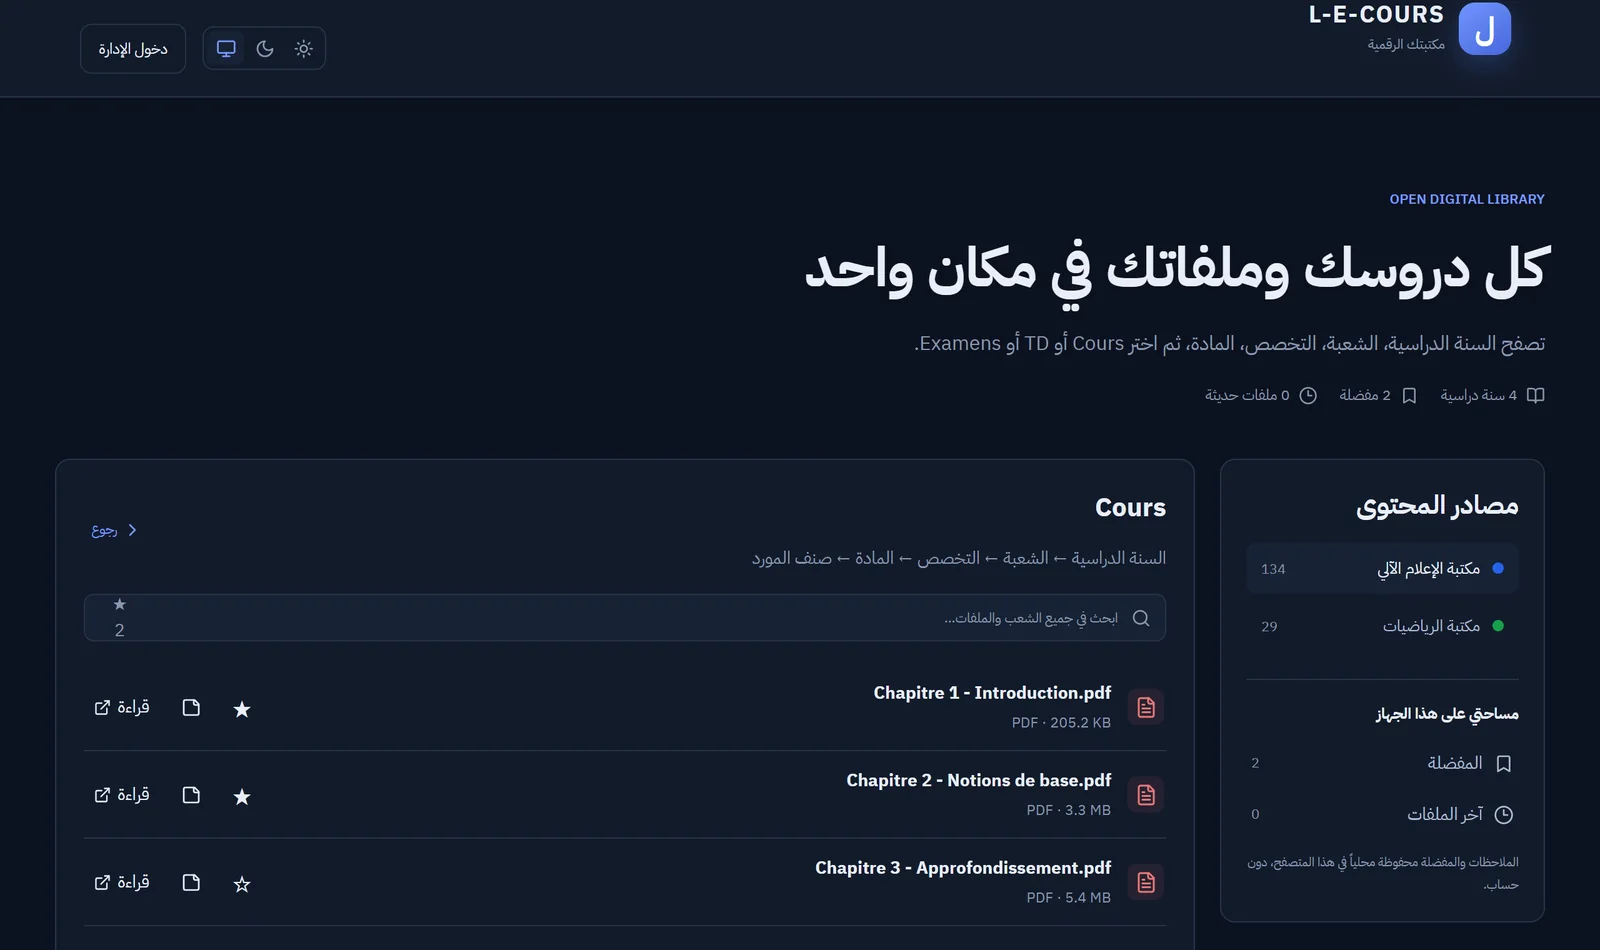 L-E-COURS
مكتبتك الرقمية
ل
دخول الإدارة
OPEN DIGITAL LIBRARY
كل دروسك وملفاتك في مكان واحد
تصفح السنة الدراسية، الشعبة، التخصص، المادة، ثم اختر Cours أو TD أو Examens.
4 سنة دراسية
2 مفضلة
0 ملفات حديثة
مصادر المحتوى
مكتبة الإعلام الآلي 134
مكتبة الرياضيات 29
مساحتي على هذا الجهاز
المفضلة 2
آخر الملفات 0
الملاحظات والمفضلة محفوظة محلياً في هذا المتصفح، دون
حساب.
Cours
رجوع
السنة الدراسية ← الشعبة ← التخصص ← المادة ← صنف المورد
ابحث في جميع الشعب والملفات...
★
2
Chapitre 1 - Introduction.pdf
PDF · 205.2 KB
قراءة
Chapitre 2 - Notions de base.pdf
PDF · 3.3 MB
قراءة
Chapitre 3 - Approfondissement.pdf
PDF · 5.4 MB
قراءة